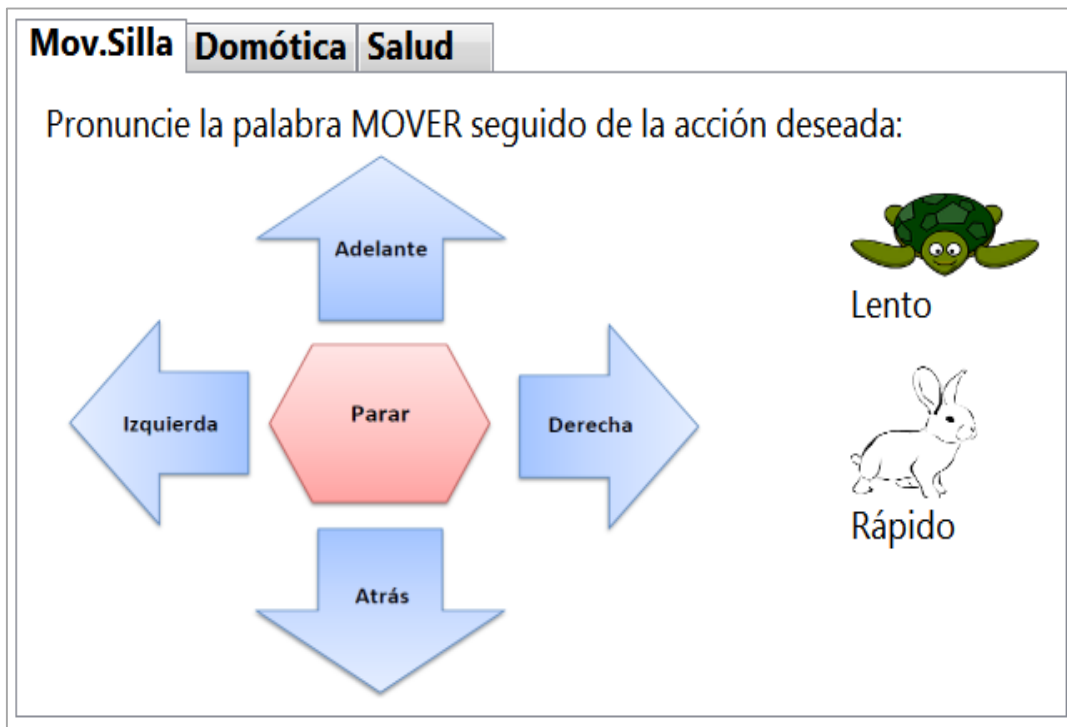 Mov.Silla Domótica Salud
Pronuncie la palabra MOVER seguido de la acción deseada:
Adelante
Lento
Izquierda Parar Derecha
Rápido
Atrás